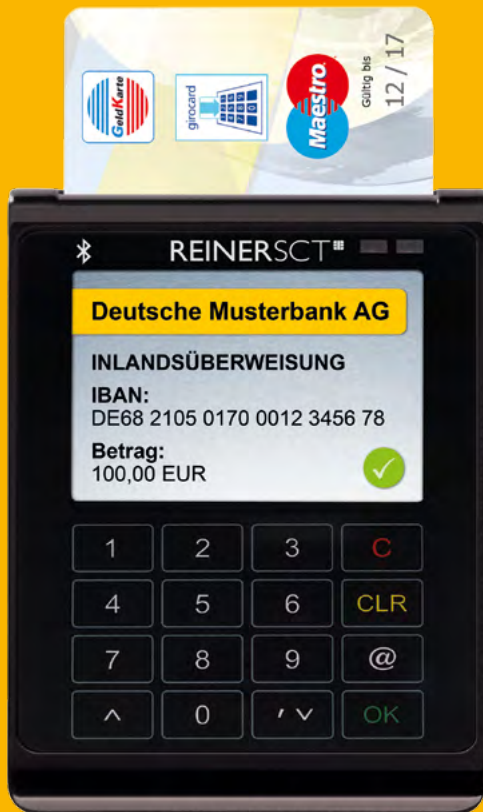 GeldKarte
girocard
Maestro
Gültig bis
12 / 17
REINERSCT
Deutsche Musterbank AG
INLANDSÜBERWEISUNG
IBAN:
DE68 2105 0170 0012 3456 78
Betrag:
100,00 EUR
1 2 3 C
4 5 6 CLR
7 8 9 @
^ 0 ' ∨ OK